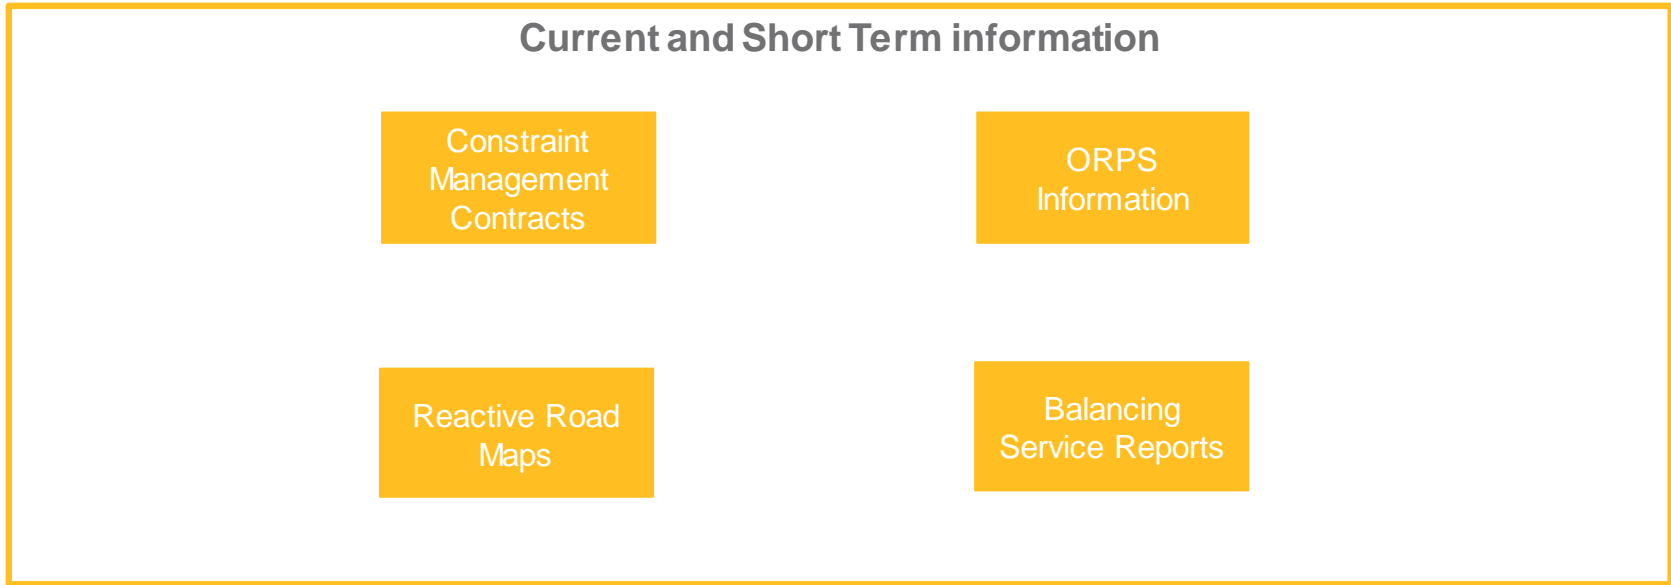 Current and Short Term information
Constraint
Management
Contracts
ORPS
Information
Reactive Road
Maps
Balancing
Service Reports